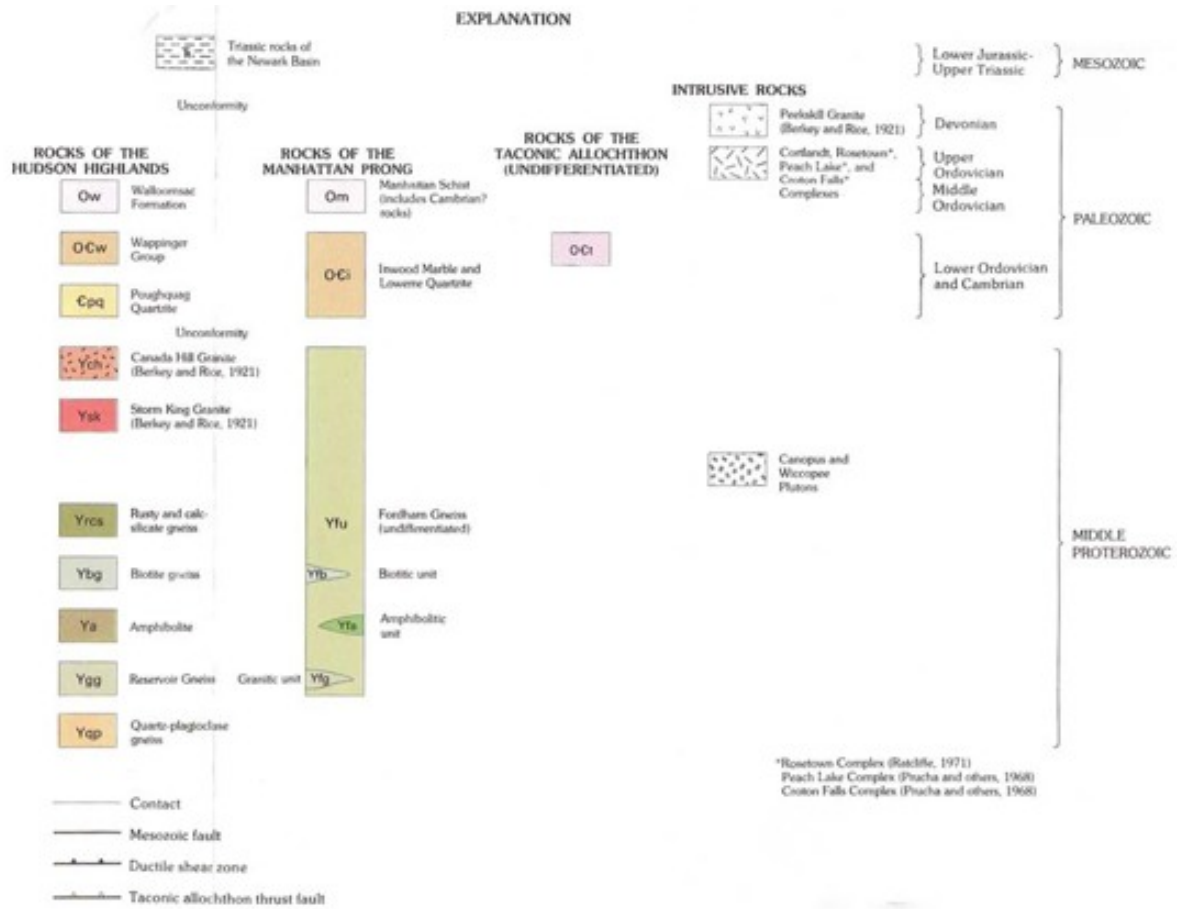 EXPLANATION
Triassic rocks of
the Newark Basin
Unconformity
Lower Jurassic-
Upper Triassic
MESOZOIC
INTRUSIVE ROCKS
Peekskill Granite
(Berkey and Rice, 1921)
Devonian
Cortlandt, Rosetown*,
Peach Lake*, and
Croton Falls*
Complexes
Upper
Ordovician
Middle
Ordovician
PALEOZOIC
ROCKS OF THE
HUDSON HIGHLANDS
ROCKS OF THE
MANHATTAN PRONG
ROCKS OF THE
TACONIC ALLOCHTHON
(UNDIFFERENTIATED)
Ow
Walloomsac
Formation
Om
Manhattan Schist
(includes Cambrian?
rocks)
OЄw
Wappinger
Group
OЄi
Inwood Marble and
Lowerre Quartzite
OЄt
Lower Ordovician
and Cambrian
Єpq
Poughquag
Quartzite
Unconformity
Ych
Canada Hill Granite
(Berkey and Rice, 1921)
Ysk
Storm King Granite
(Berkey and Rice, 1921)
Canopus and
Wiccopee
Plutons
Yrcs
Rusty and calc-
silicate gneiss
Yfu
Fordham Gneiss
(undifferentiated)
MIDDLE
PROTEROZOIC
Ybg
Biotite gneiss
Yfb
Biotitic unit
Ya
Amphibolite
Yfa
Amphibolitic
unit
Ygg
Reservoir Gneiss
Granitic unit
Yfg
Yqp
Quartz-plagioclase
gneiss
*Rosetown Complex (Ratcliffe, 1971)
Peach Lake Complex (Prucha and others, 1968)
Croton Falls Complex (Prucha and others, 1968)
Contact
Mesozoic fault
Ductile shear zone
Taconic allochthon thrust fault